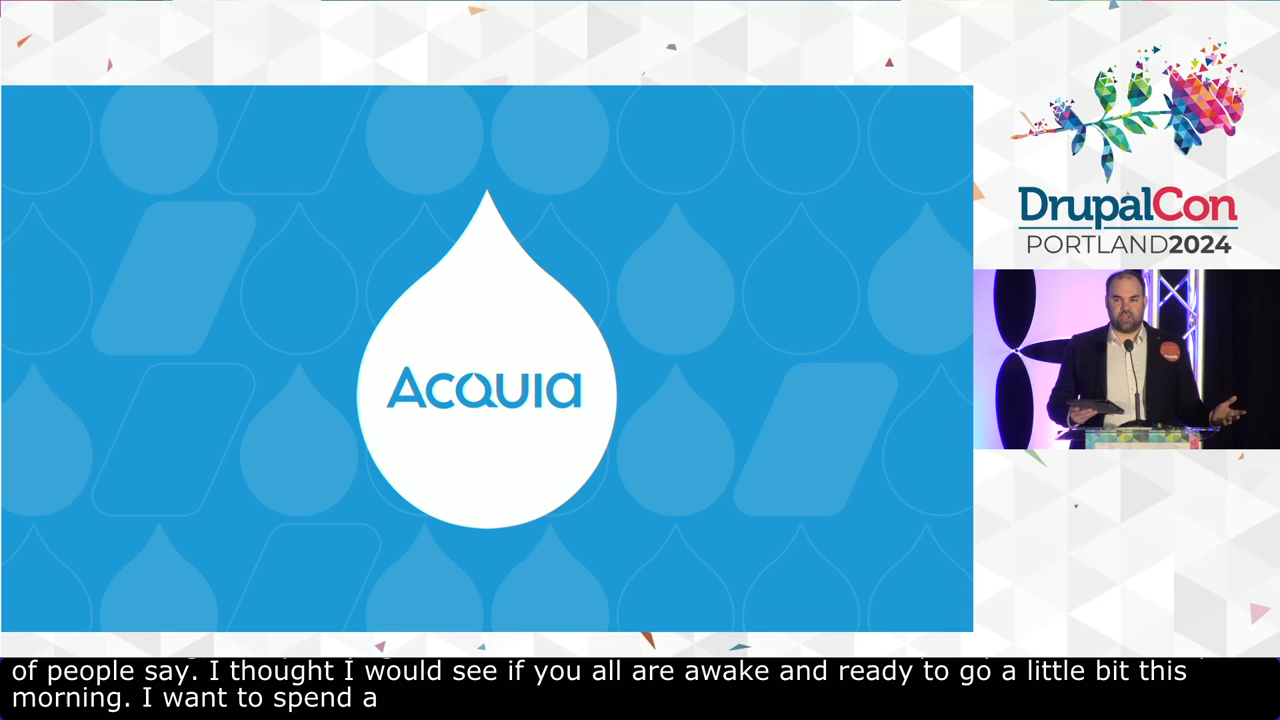 DrupalCon
PORTLAND2024
Acquia
of people say. I thought I would see if you all are awake and ready to go a little bit this
morning. I want to spend a